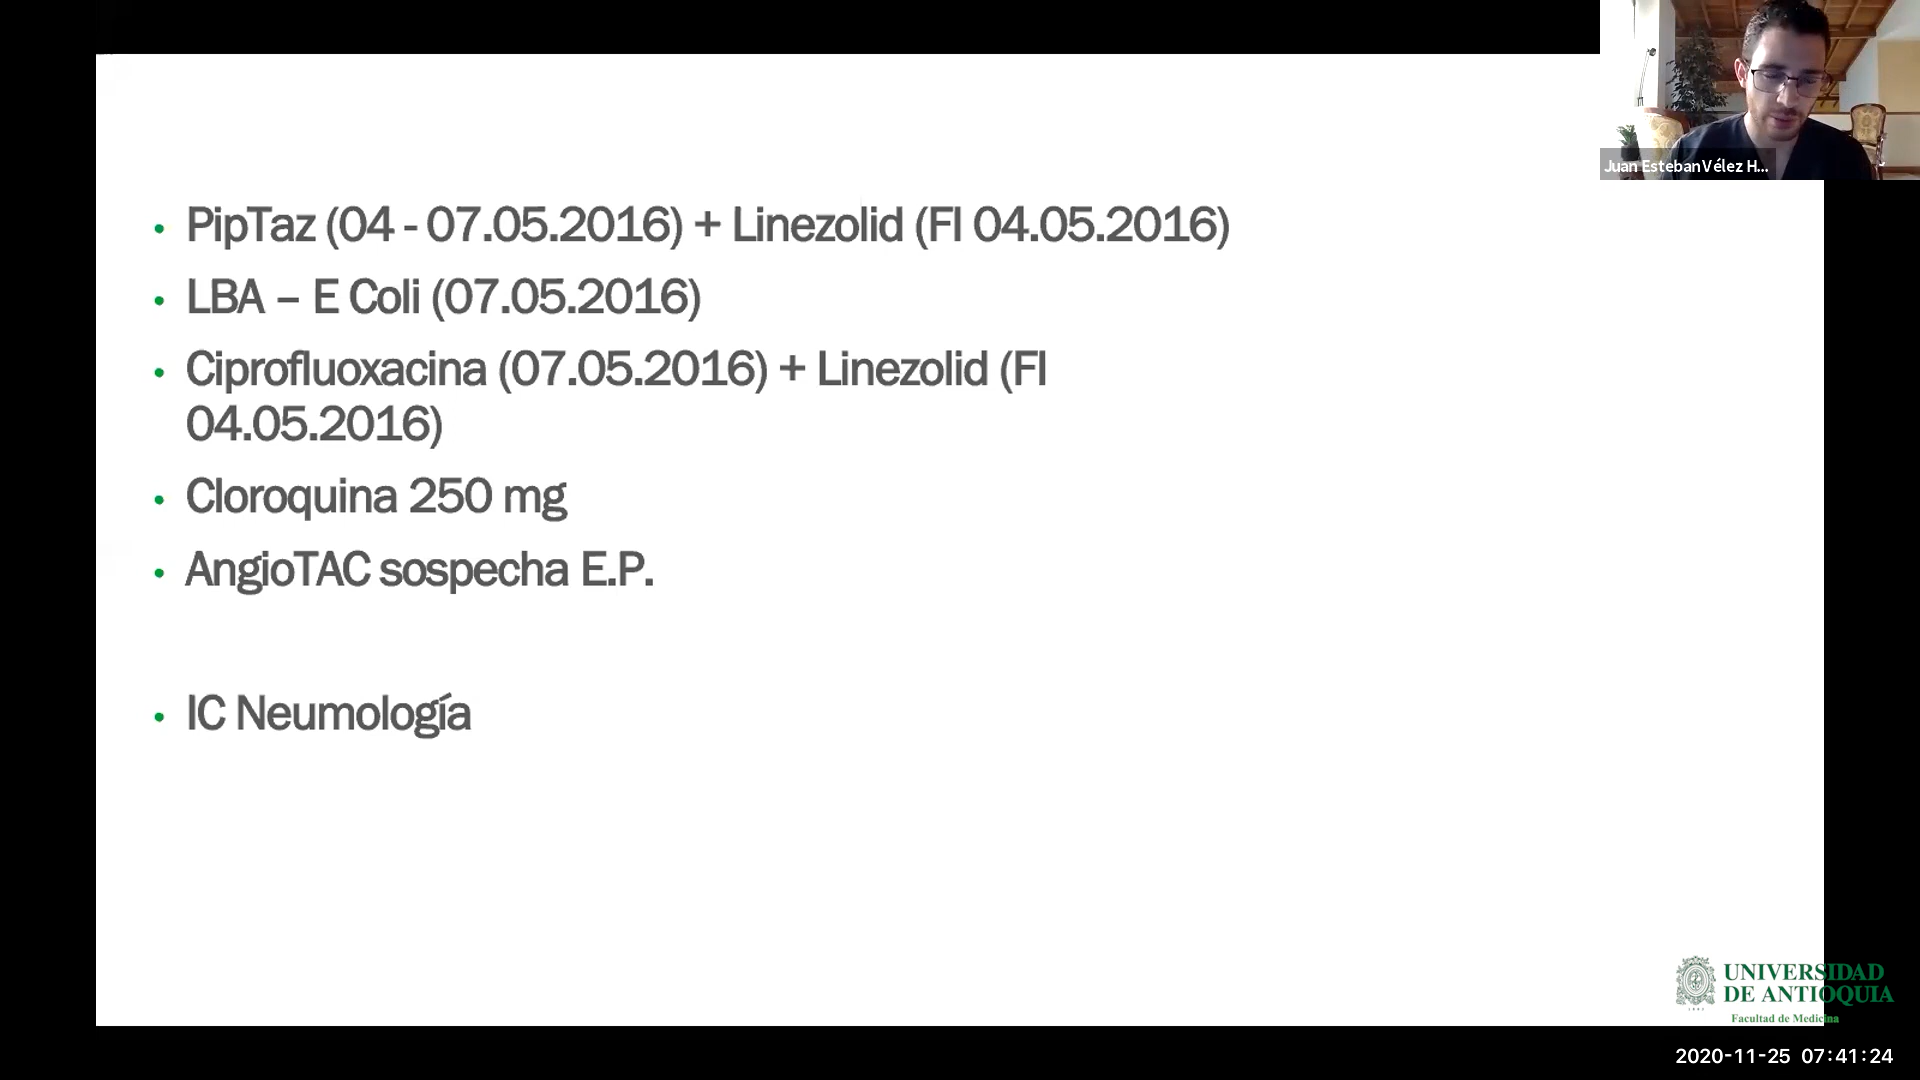 Juan Esteban Vélez H...
• PipTaz (04 - 07.05.2016) + Linezolid (FI 04.05.2016)
• LBA – E Coli (07.05.2016)
• Ciprofluoxacina (07.05.2016) + Linezolid (FI
04.05.2016)
• Cloroquina 250 mg
• AngioTAC sospecha E.P.
• IC Neumología
UNIVERSIDAD
DE ANTIOQUIA
Facultad de Medicina
2020-11-25 07:41:24